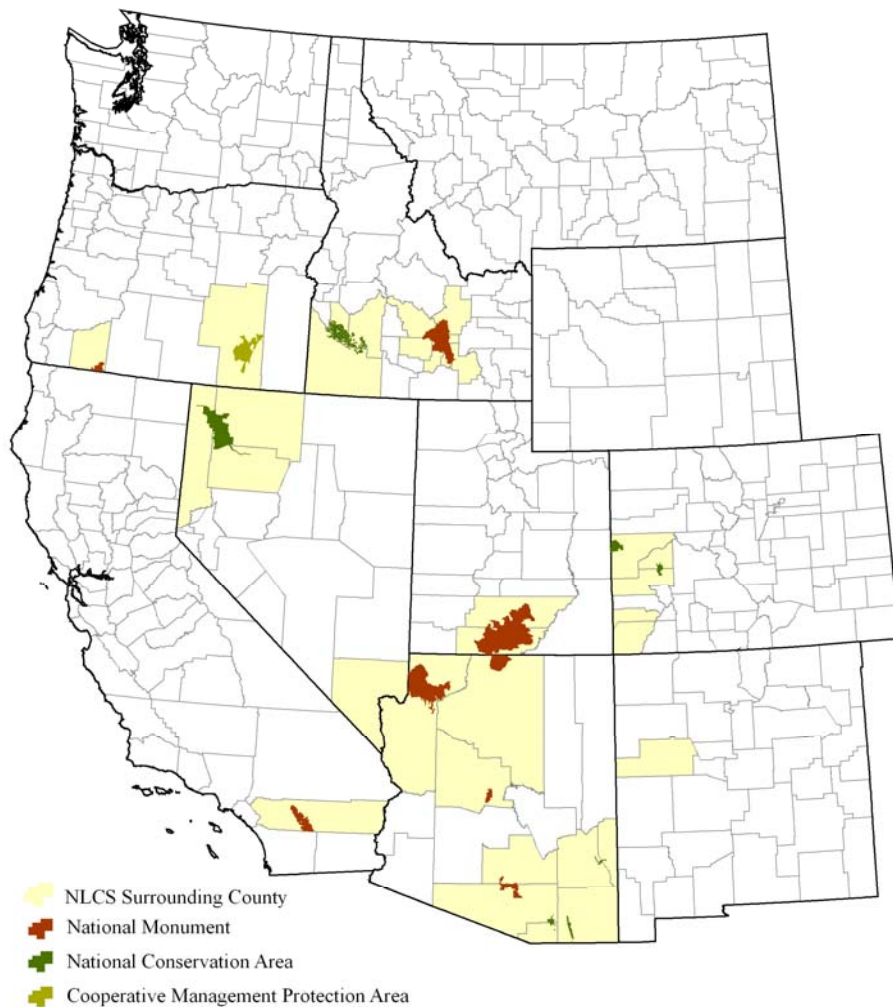 NLCS Surrounding County
National Monument
National Conservation Area
Cooperative Management Protection Area